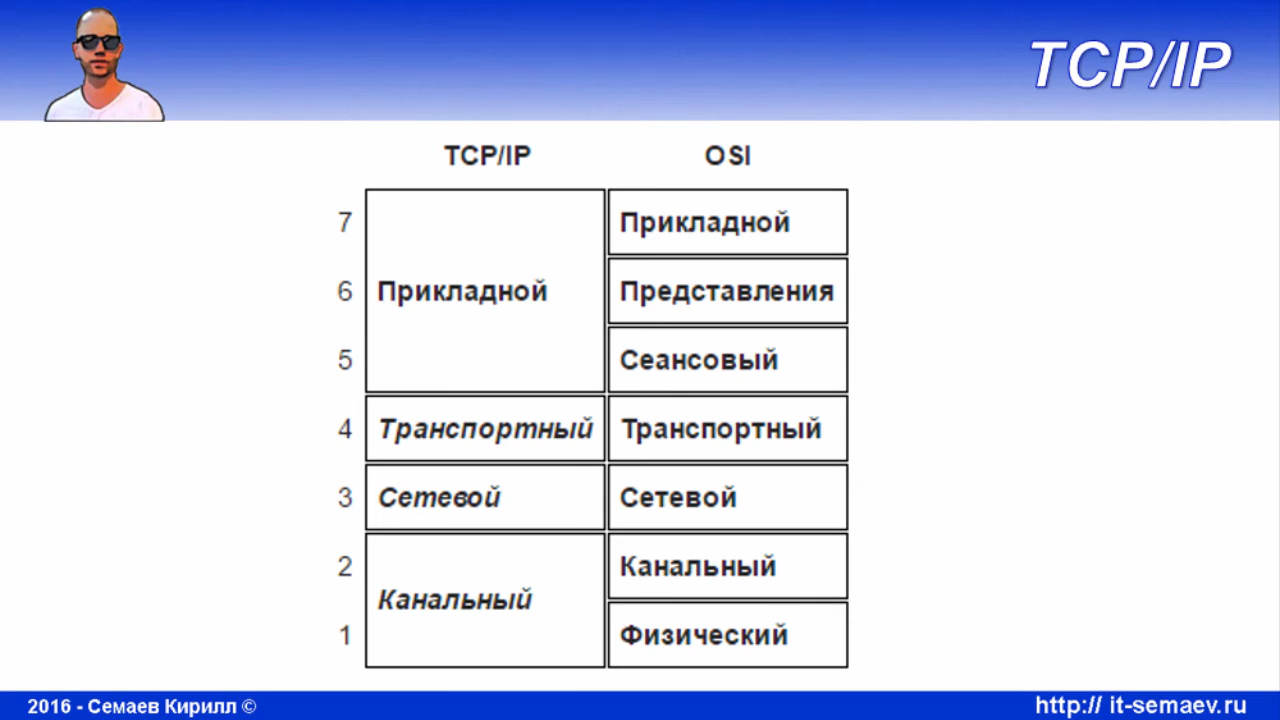 TCP/IP
TCP/IP OSI
7 Прикладной
6 Прикладной Представления
5 Сеансовый
4 Транспортный Транспортный
3 Сетевой Сетевой
2 Канальный
Канальный
1 Физический
2016 - Семаев Кирилл © http:// it-semaev.ru